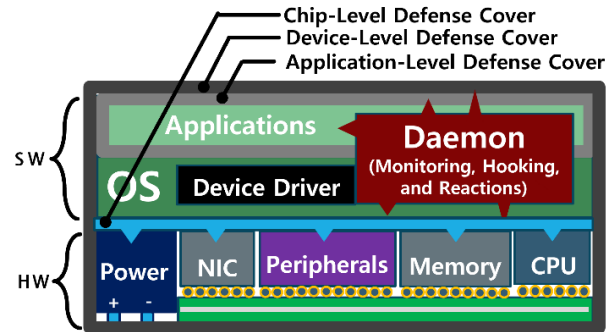 Chip-Level Defense Cover
Device-Level Defense Cover
Application-Level Defense Cover
SW
Applications
Daemon
(Monitoring, Hooking,
and Reactions)
OS
Device Driver
HW
Power
+ -
NIC
Peripherals
Memory
CPU